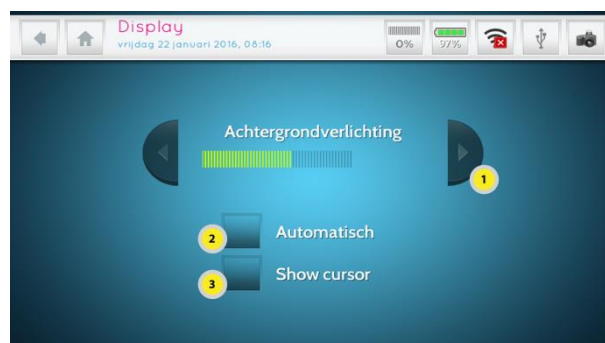 Display
vrijdag 22 januari 2016, 08:16
0%
97%
Achtergrondverlichting
1
2
Automatisch
3
Show cursor